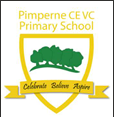 Pimperne CE VC
Primary School
Celebrate Believe Aspire